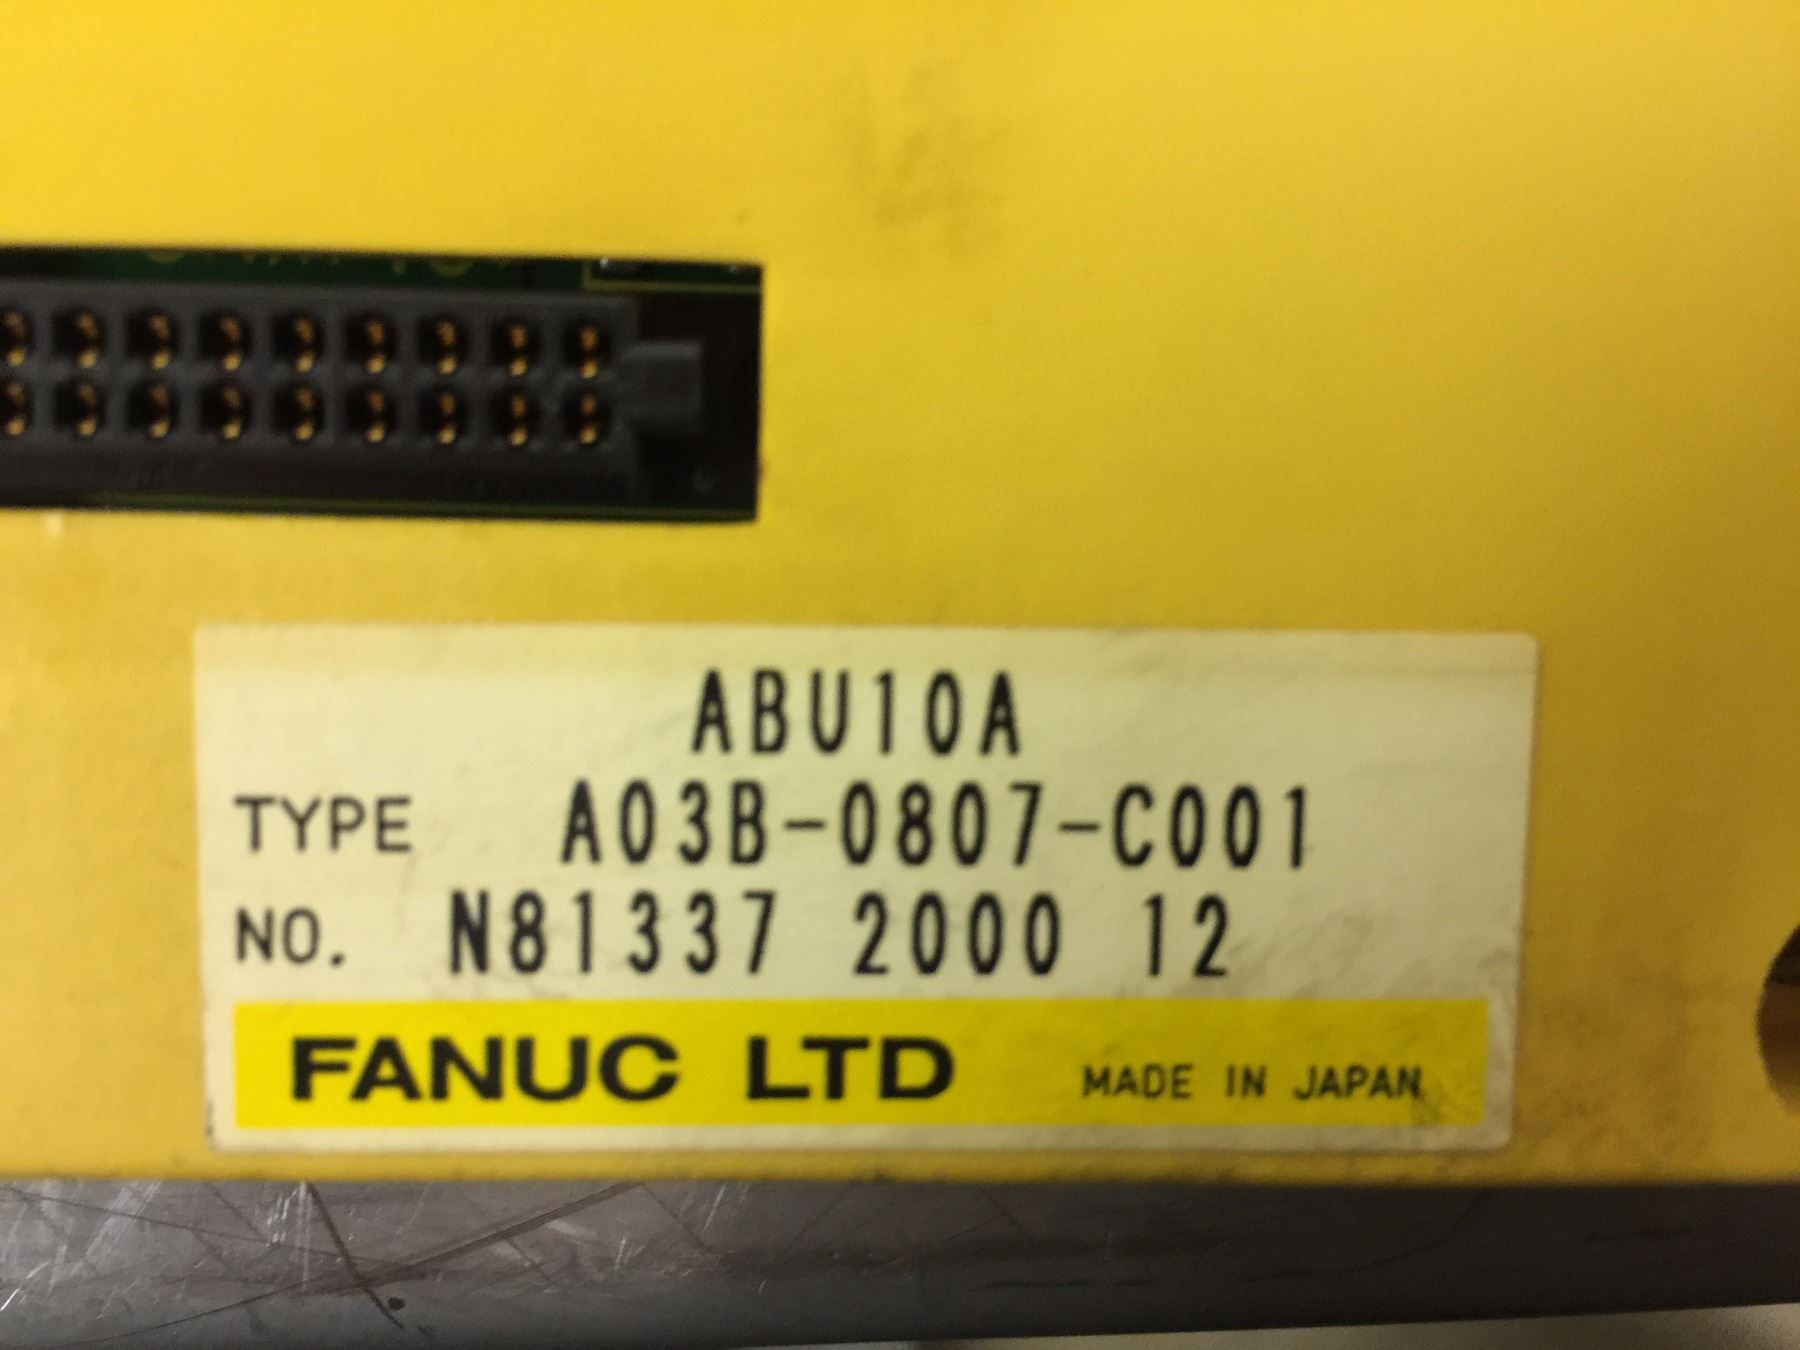 ABU10A
TYPE A03B-0807-C001
NO. N81337 2000 12
FANUC LTD MADE IN JAPAN